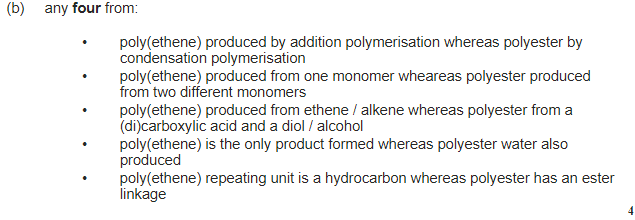 (b) any four from:
• poly(ethene) produced by addition polymerisation whereas polyester by
condensation polymerisation
• poly(ethene) produced from one monomer wheareas polyester produced
from two different monomers
• poly(ethene) produced from ethene / alkene whereas polyester from a
(di)carboxylic acid and a diol / alcohol
• poly(ethene) is the only product formed whereas polyester water also
produced
• poly(ethene) repeating unit is a hydrocarbon whereas polyester has an ester
linkage
4